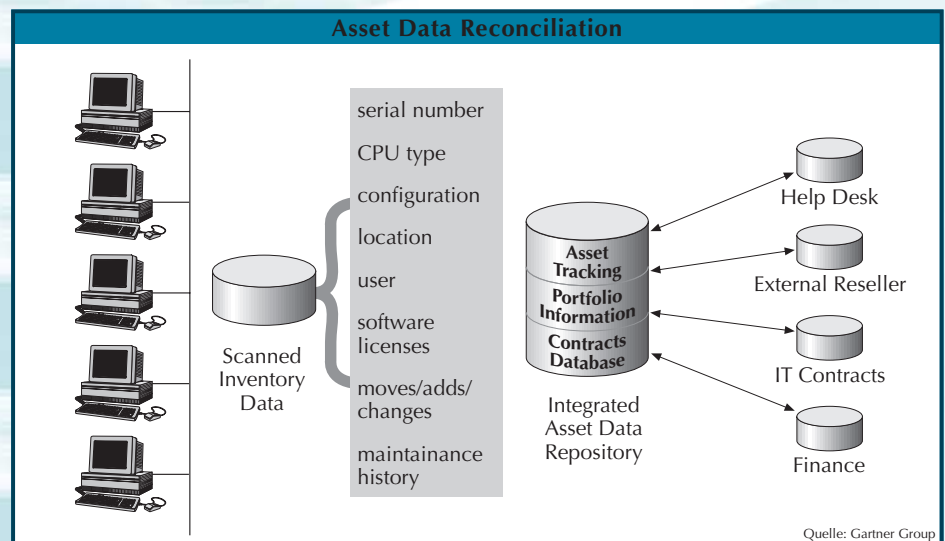 Asset Data Reconciliation
Scanned
Inventory
Data
serial number
CPU type
configuration
location
user
software
licenses
moves/adds/
changes
maintainance
history
Asset
Tracking
Portfolio
Information
Contracts
Database
Integrated
Asset Data
Repository
Help Desk
External Reseller
IT Contracts
Finance
Quelle: Gartner Group